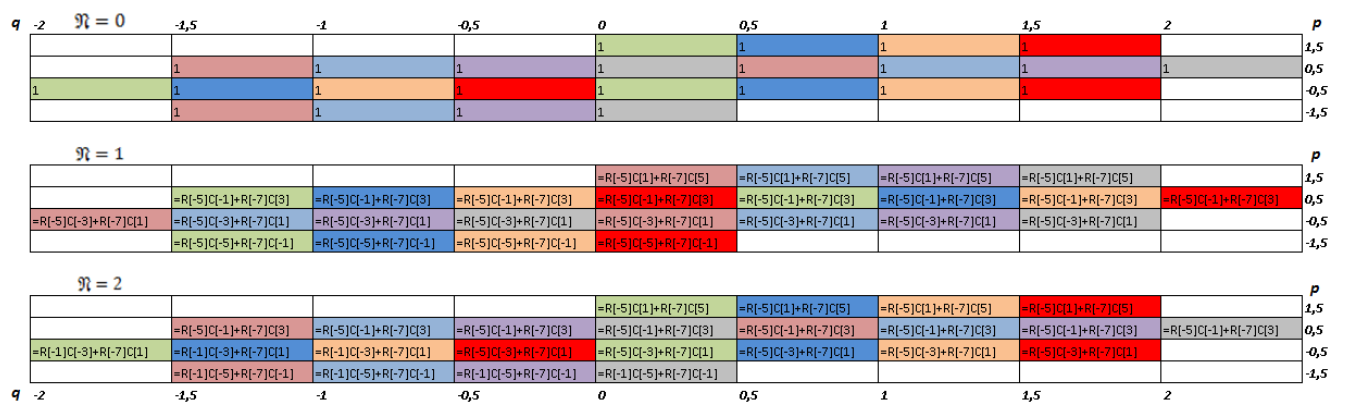 q -2 𝔑 = 0 -1,5 -1 -0,5 0 0,5 1 1,5 2 p
1 1 1 1 1,5
1 1 1 1 1 1 1 1 0,5
1 1 1 1 1 1 1 1 -0,5
1 1 1 1 -1,5
𝔑 = 1 p
=R[-5]C[1]+R[-7]C[5] =R[-5]C[1]+R[-7]C[5] =R[-5]C[1]+R[-7]C[5] =R[-5]C[1]+R[-7]C[5] 1,5
=R[-5]C[-1]+R[-7]C[3] =R[-5]C[-1]+R[-7]C[3] =R[-5]C[-1]+R[-7]C[3] =R[-5]C[-1]+R[-7]C[3] =R[-5]C[-1]+R[-7]C[3] =R[-5]C[-1]+R[-7]C[3] =R[-5]C[-1]+R[-7]C[3] =R[-5]C[-1]+R[-7]C[3] 0,5
=R[-5]C[-3]+R[-7]C[1] =R[-5]C[-3]+R[-7]C[1] =R[-5]C[-3]+R[-7]C[1] =R[-5]C[-3]+R[-7]C[1] =R[-5]C[-3]+R[-7]C[1] =R[-5]C[-3]+R[-7]C[1] =R[-5]C[-3]+R[-7]C[1] =R[-5]C[-3]+R[-7]C[1] -0,5
=R[-5]C[-5]+R[-7]C[-1] =R[-5]C[-5]+R[-7]C[-1] =R[-5]C[-5]+R[-7]C[-1] =R[-5]C[-5]+R[-7]C[-1] -1,5
𝔑 = 2 p
=R[-5]C[1]+R[-7]C[5] =R[-5]C[1]+R[-7]C[5] =R[-5]C[1]+R[-7]C[5] =R[-5]C[1]+R[-7]C[5] 1,5
=R[-5]C[-1]+R[-7]C[3] =R[-5]C[-1]+R[-7]C[3] =R[-5]C[-1]+R[-7]C[3] =R[-5]C[-1]+R[-7]C[3] =R[-5]C[-1]+R[-7]C[3] =R[-5]C[-1]+R[-7]C[3] =R[-5]C[-1]+R[-7]C[3] =R[-5]C[-1]+R[-7]C[3] 0,5
=R[-1]C[-3]+R[-7]C[1] =R[-1]C[-3]+R[-7]C[1] =R[-1]C[-3]+R[-7]C[1] =R[-5]C[-3]+R[-7]C[1] =R[-5]C[-3]+R[-7]C[1] =R[-5]C[-3]+R[-7]C[1] =R[-5]C[-3]+R[-7]C[1] =R[-5]C[-3]+R[-7]C[1] -0,5
=R[-1]C[-5]+R[-7]C[-1] =R[-1]C[-5]+R[-7]C[-1] =R[-1]C[-5]+R[-7]C[-1] =R[-1]C[-5]+R[-7]C[-1] -1,5
q -2 -1,5 -1 -0,5 0 0,5 1 1,5 2 p